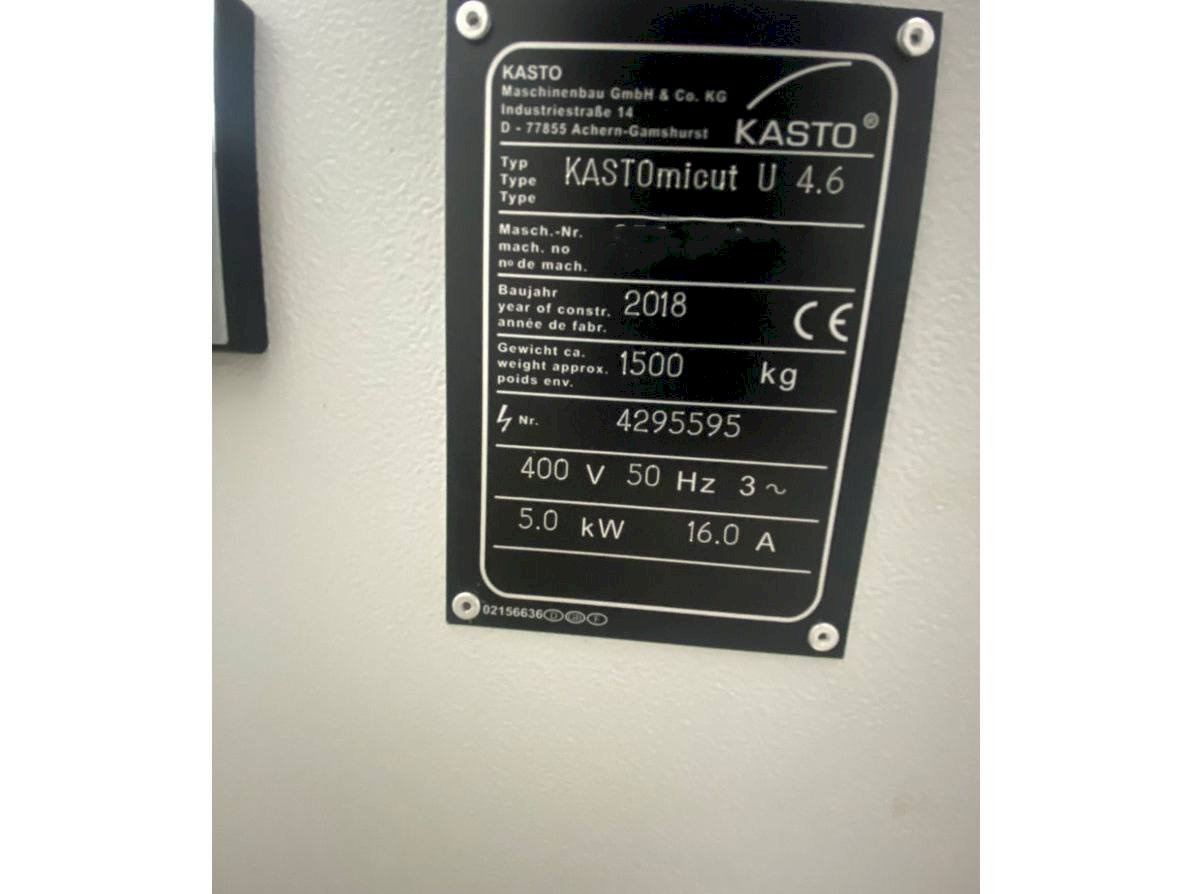 KASTO
Maschinenbau GmbH & Co. KG
Industriestraße 14
D - 77855 Achern-Gamshurst
KASTO®
Typ
Type
Type
KASTOmicut U 4.6
Masch.-Nr.
mach. no
nº de mach.
Baujahr
year of constr.
année de fabr.
2018
CE
Gewicht ca.
weight approx.
poids env.
1500 kg
Nr. 4295595
400 V 50 Hz 3 ~
5.0 kW 16.0 A
02156636 D GB F